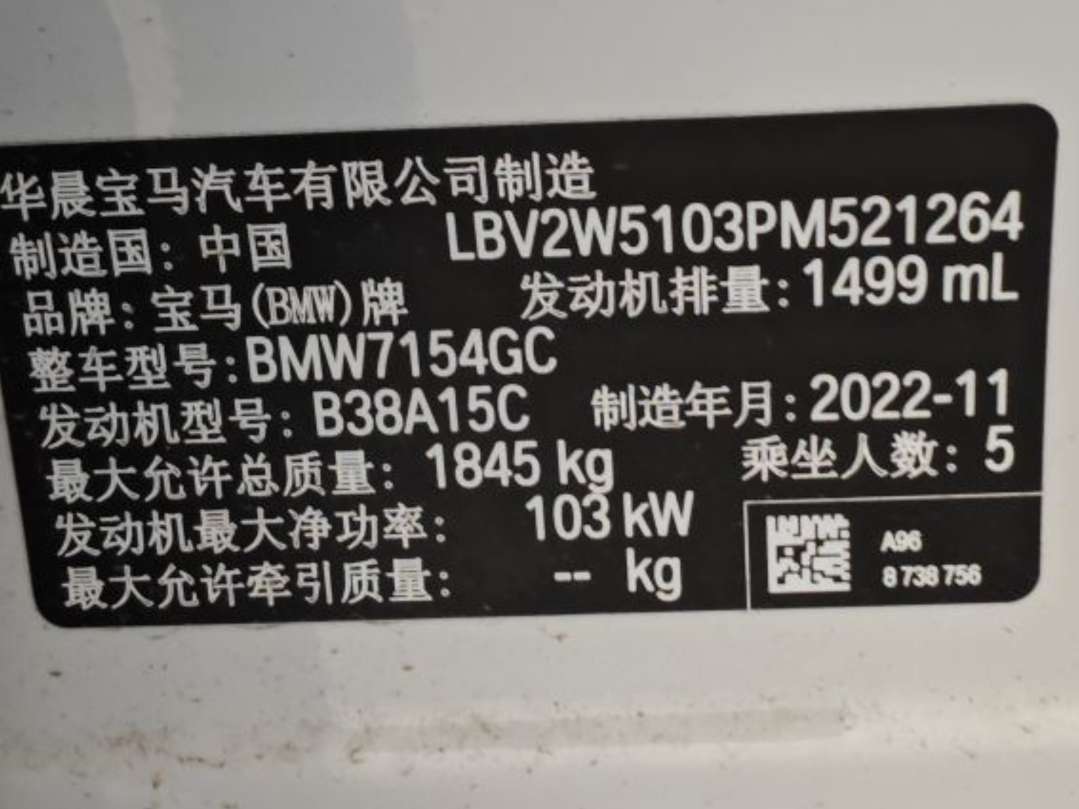 华晨宝马汽车有限公司制造
制造国：中国 LBV2W5103PM521264
品牌：宝马(BMW)牌 发动机排量：1499 mL
整车型号：BMW7154GC
发动机型号：B38A15C 制造年月：2022-11
最大允许总质量：1845 kg 乘坐人数：5
发动机最大净功率：103 kW
最大允许牵引质量：-- kg
A96
8 738 756